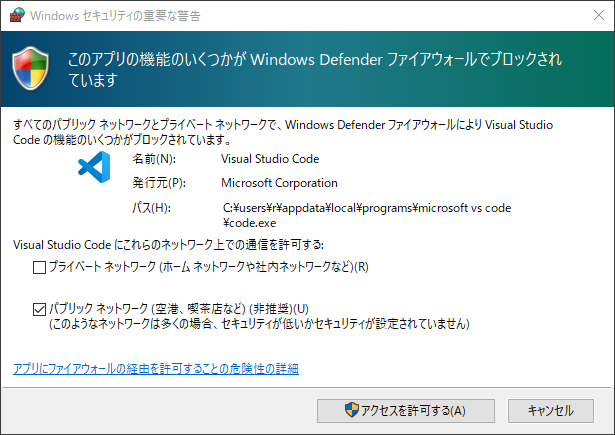 Windows セキュリティの重要な警告
このアプリの機能のいくつかが Windows Defender ファイアウォールでブロックされ
ています
すべてのパブリック ネットワークとプライベート ネットワークで、Windows Defender ファイアウォールにより Visual Studio
Code の機能のいくつかがブロックされています。
名前(N): Visual Studio Code
発行元(P): Microsoft Corporation
パス(H): C:¥users¥r¥appdata¥local¥programs¥microsoft vs code
¥code.exe
Visual Studio Code にこれらのネットワーク上での通信を許可する:
プライベート ネットワーク (ホーム ネットワークや社内ネットワークなど)(R)
パブリック ネットワーク (空港、喫茶店など) (非推奨)(U)
(このようなネットワークは多くの場合、セキュリティが低いかセキュリティが設定されていません)
アプリにファイアウォールの経由を許可することの危険性の詳細
アクセスを許可する(A) キャンセル